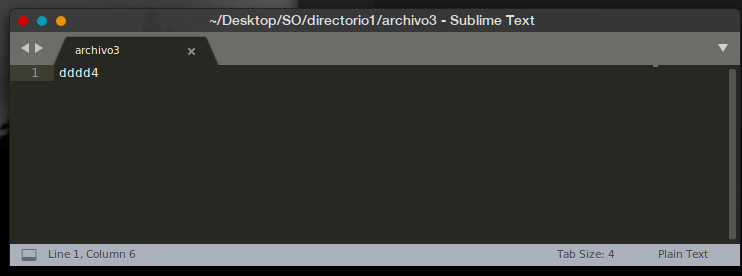 ~/Desktop/SO/directorio1/archivo3 - Sublime Text
archivo3
1 dddd4
Line 1, Column 6 Tab Size: 4 Plain Text